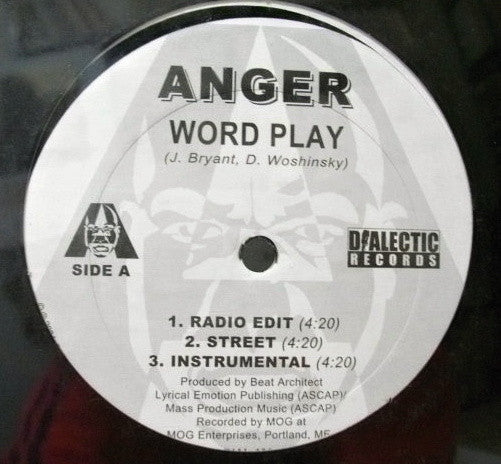 ANGER
WORD PLAY
(J. Bryant, D. Woshinsky)
SIDE A
DIALECTIC
RECORDS
1. RADIO EDIT (4:20)
2. STREET (4:20)
3. INSTRUMENTAL (4:20)
Produced by Beat Architect
Lyrical Emotion Publishing (ASCAP)/
Mass Production Music (ASCAP)
Recorded by MOG at
MOG Enterprises, Portland, ME